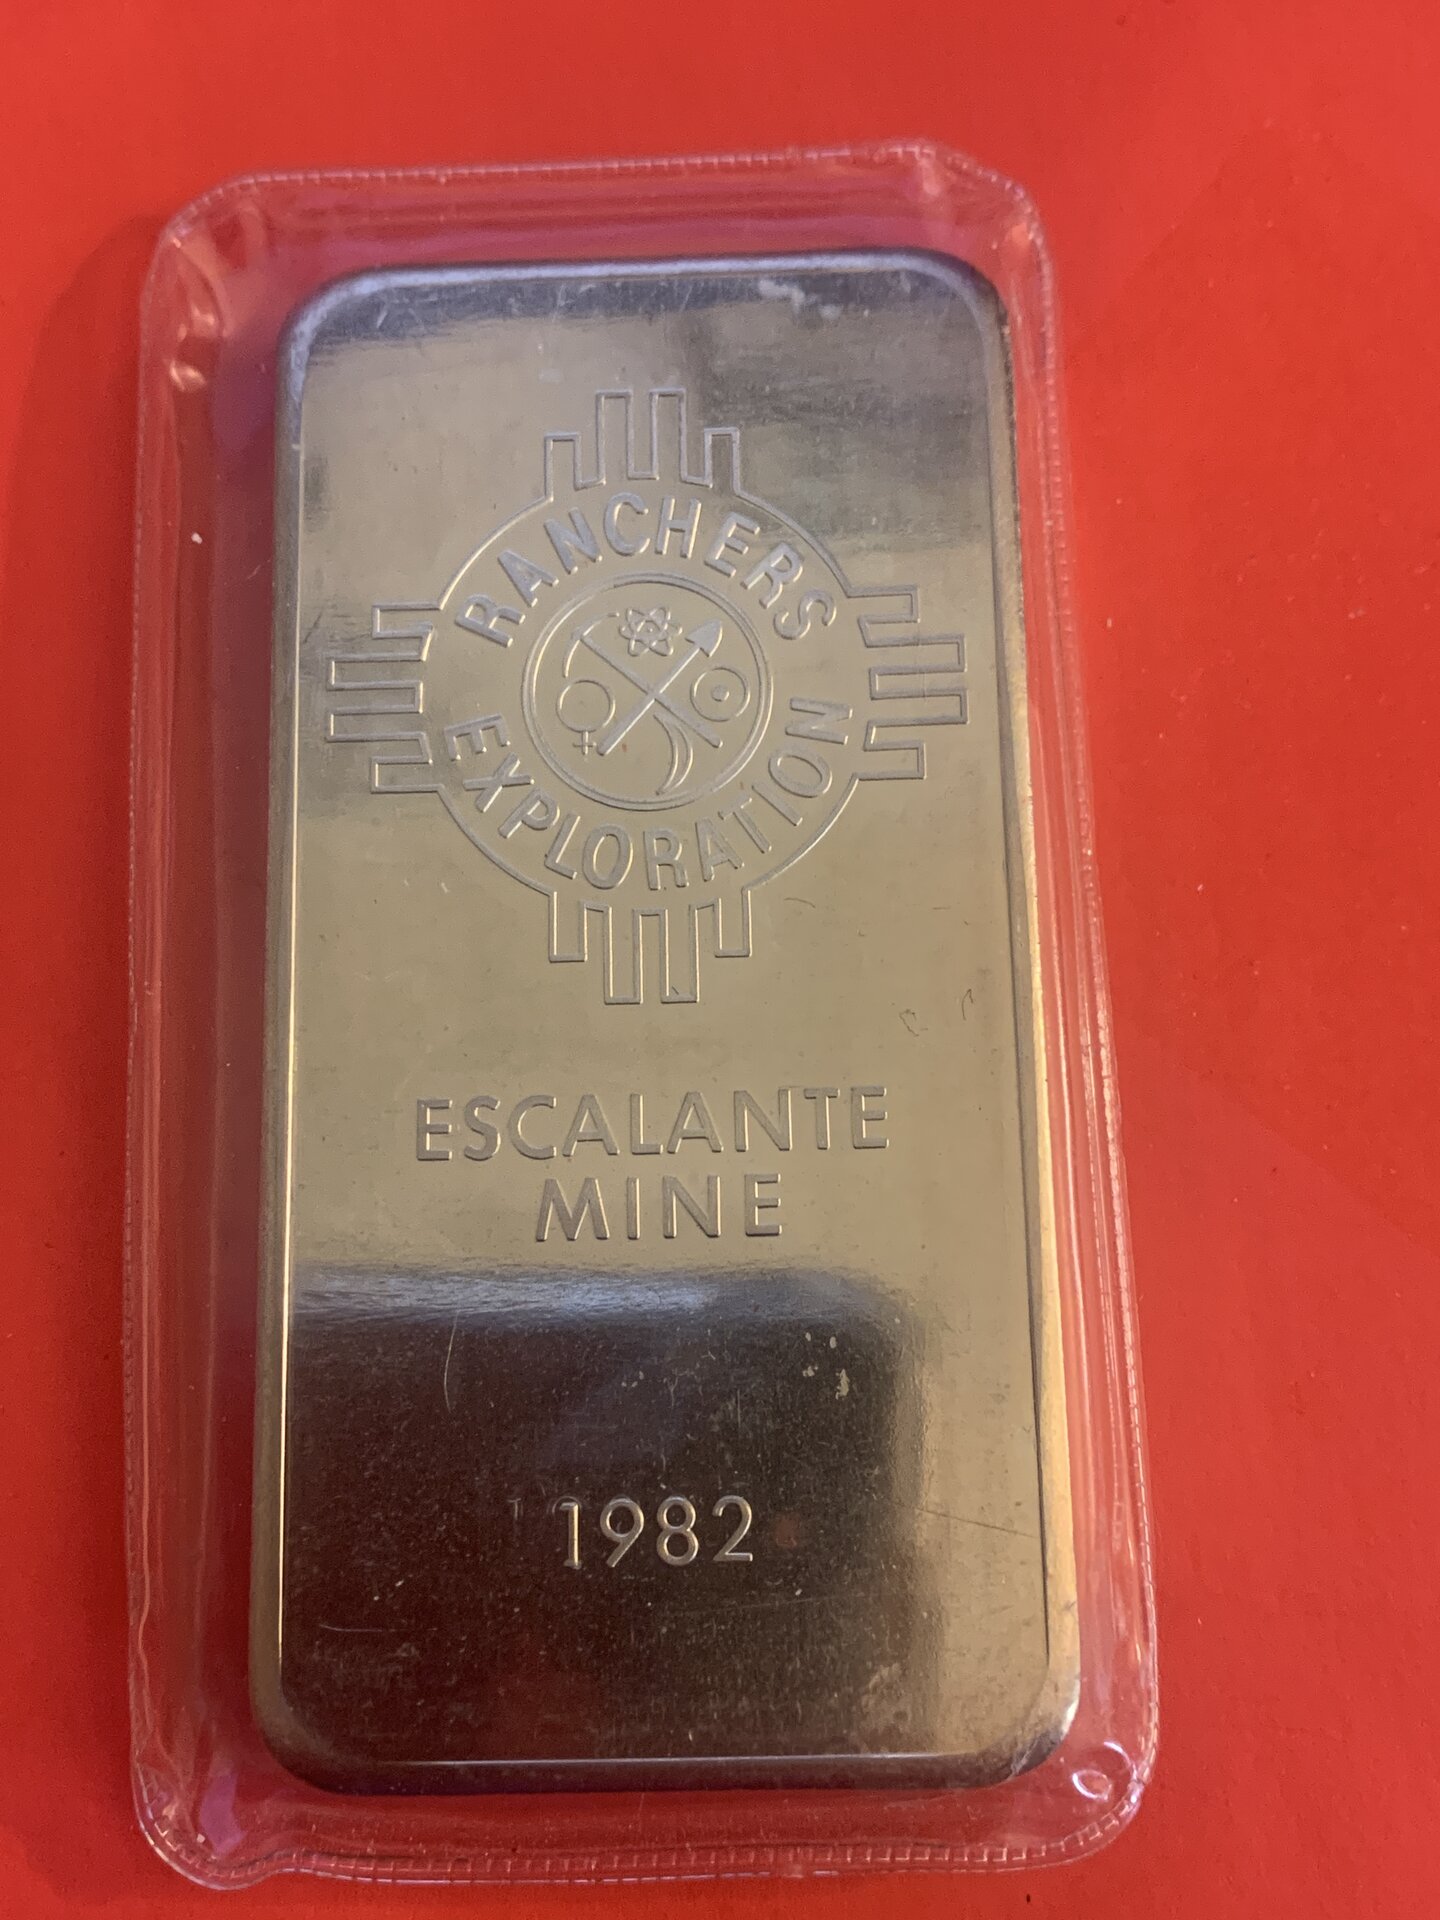 RANCHERS
EXPLORATION
ESCALANTE
MINE
1982